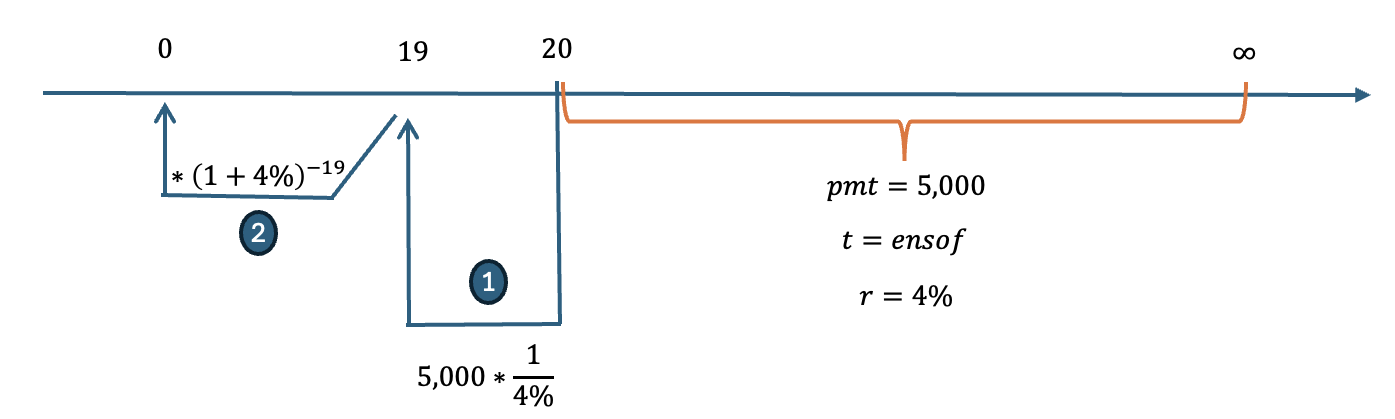 0 19 20 ∞
∗ (1 + 4%)⁻¹⁹
2
1
pmt = 5,000
t = ensof
r = 4%
5,000 ∗ 1/4%